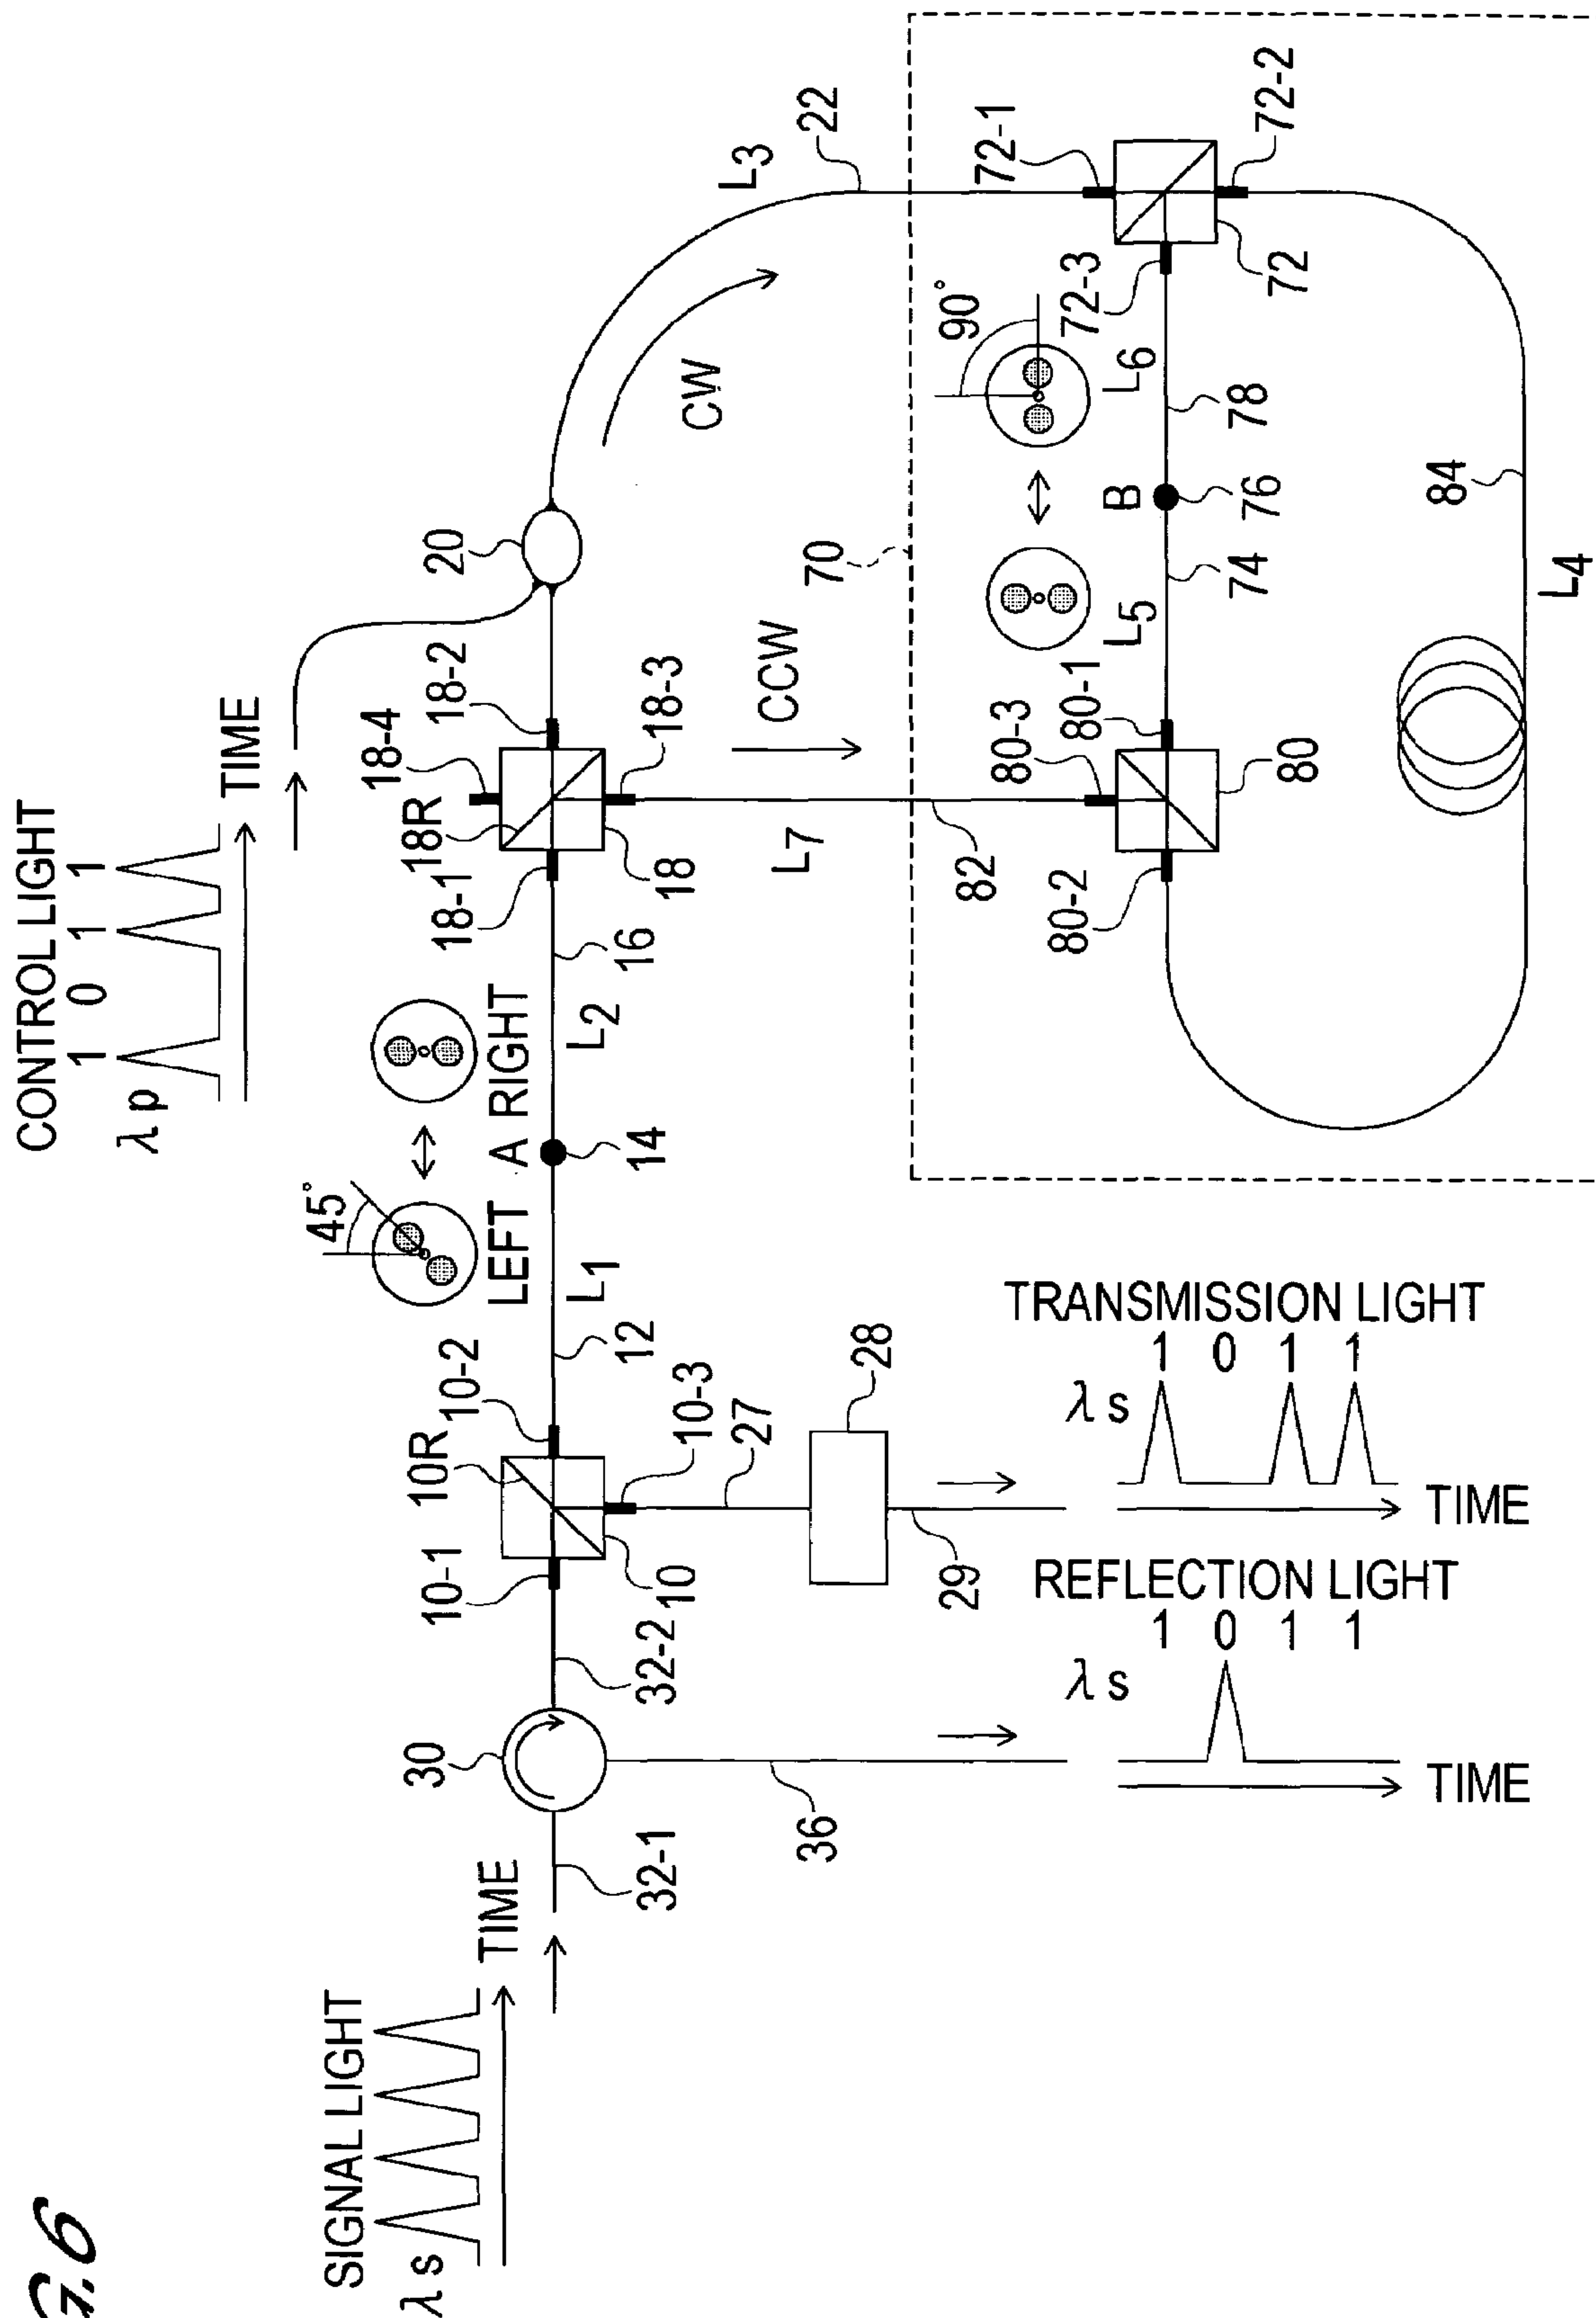 G.6
SIGNAL LIGHT
λs
TIME
32-1
30
36
32-2
10-1
10R
10-2
10
10-3
27
28
29
12
L1
45°
LEFT
A
RIGHT
14
L2
16
CONTROL LIGHT
1 0 1 1
λp
TIME
18-1
18R
18-4
18-2
18
18-3
20
CCW
L7
82
CW
L3
22
70
80-3
80-1
80-2
80
L5
74
B
76
90°
L6
78
72-3
72-1
72
72-2
84
L4
TRANSMISSION LIGHT
1 0 1 1
λs
TIME
REFLECTION LIGHT
1 0 1 1
λs
TIME